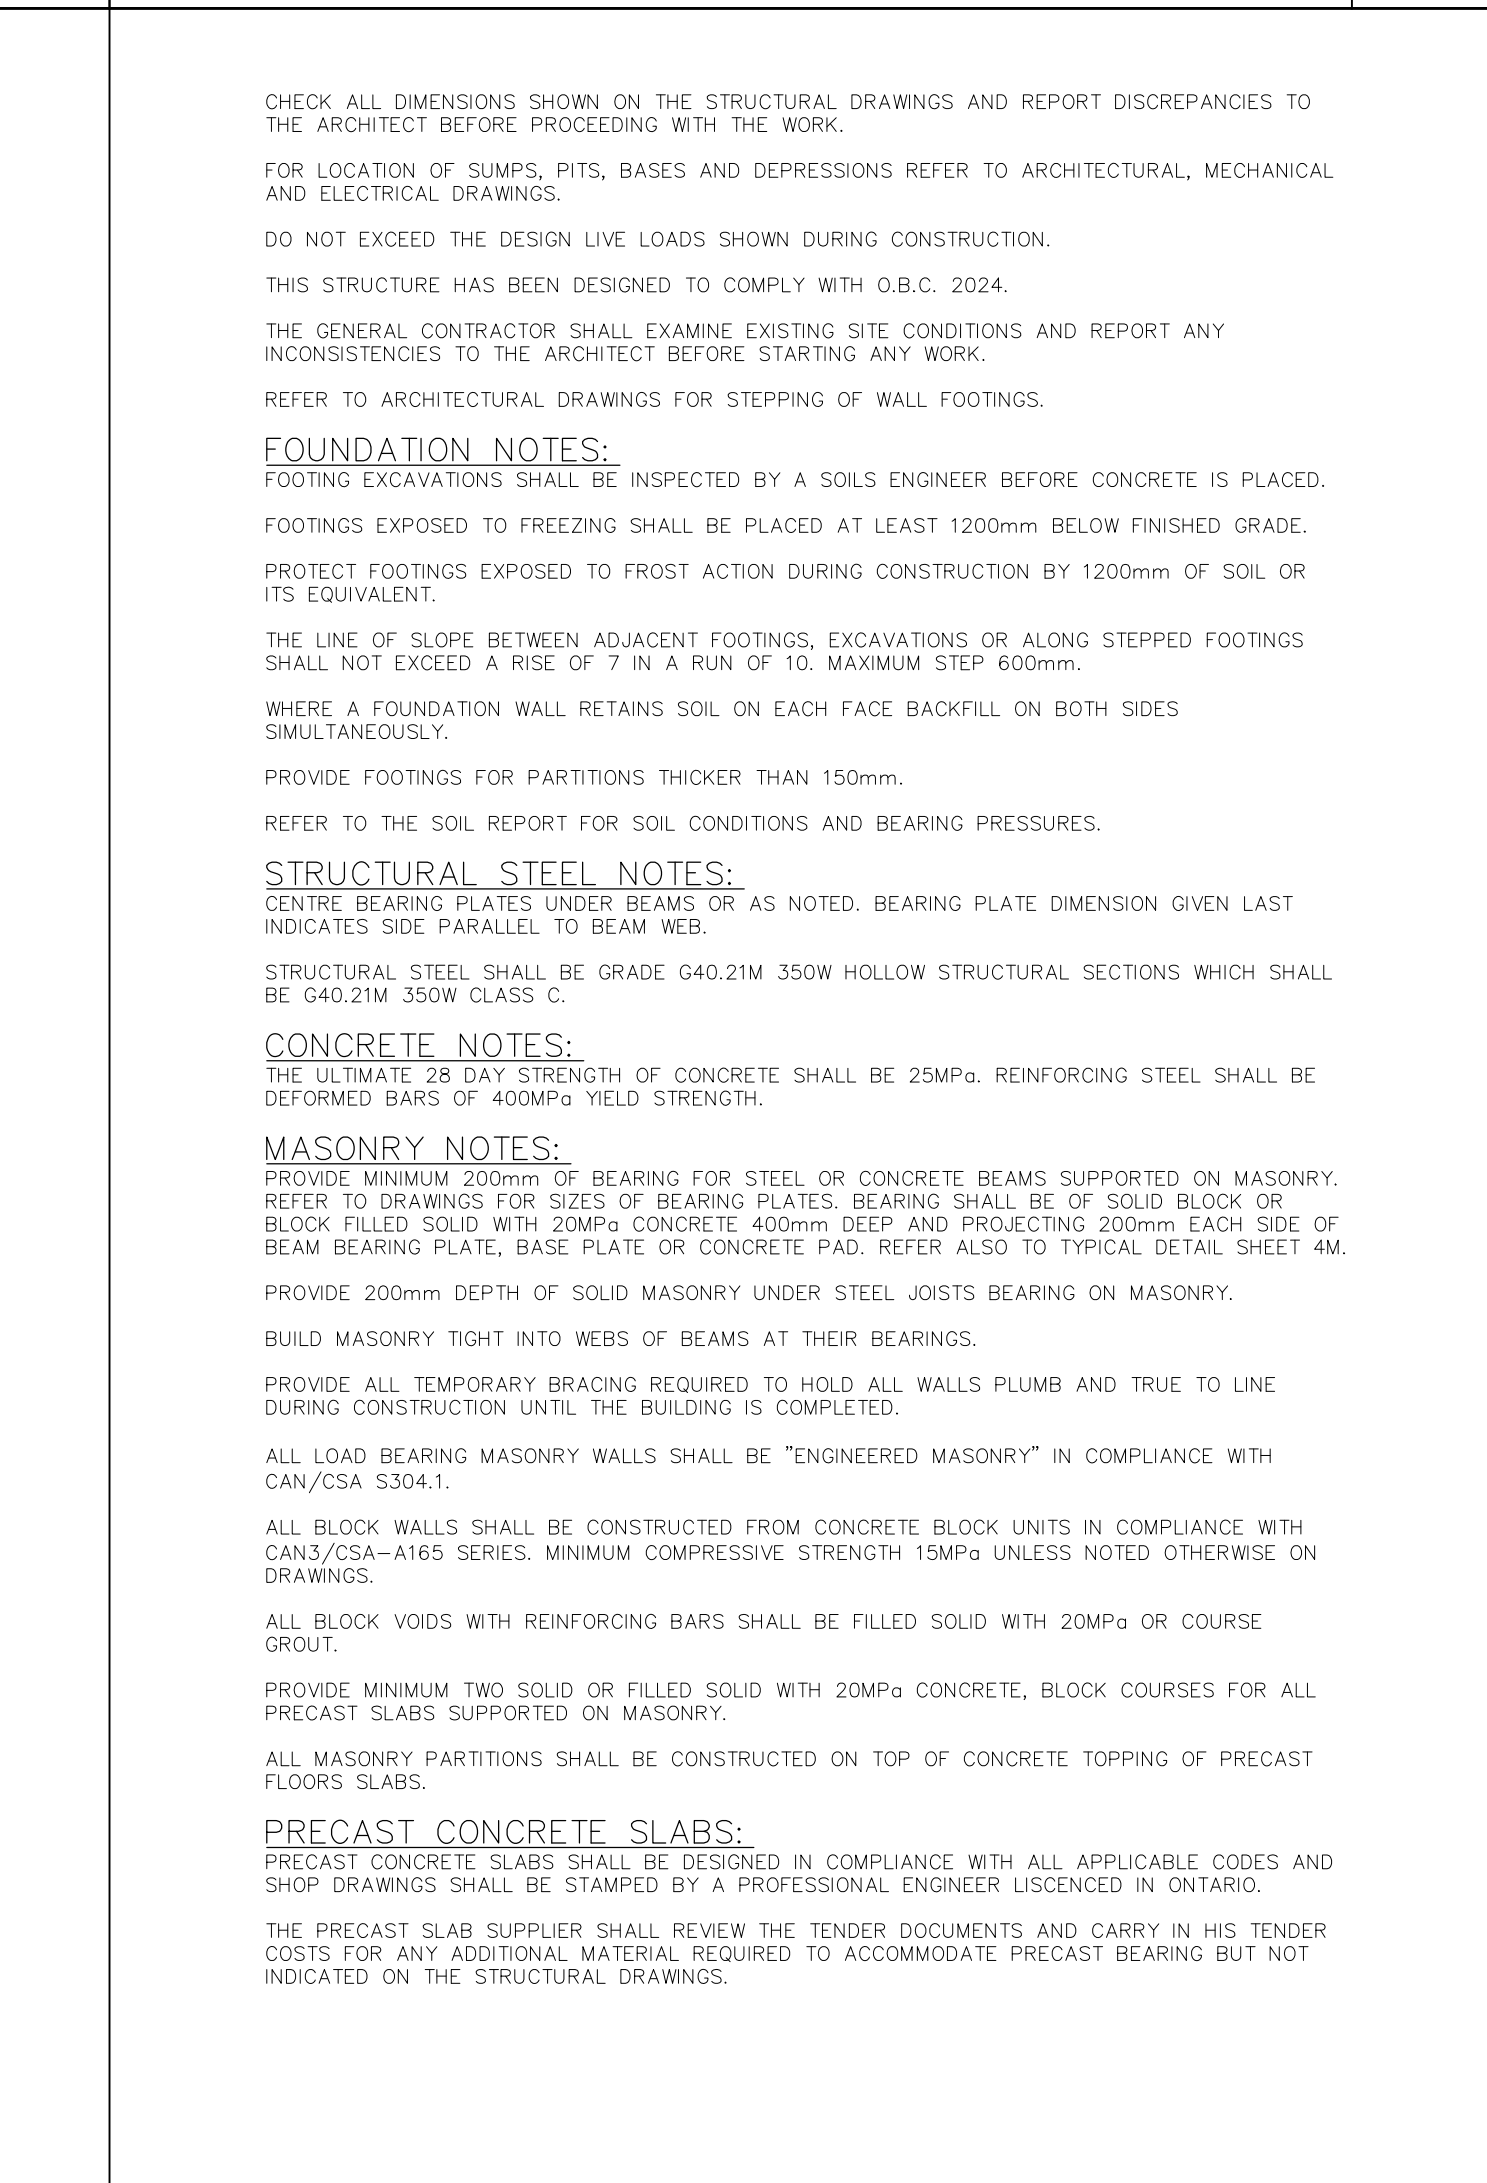 CHECK ALL DIMENSIONS SHOWN ON THE STRUCTURAL DRAWINGS AND REPORT DISCREPANCIES TO
THE ARCHITECT BEFORE PROCEEDING WITH THE WORK.
FOR LOCATION OF SUMPS, PITS, BASES AND DEPRESSIONS REFER TO ARCHITECTURAL, MECHANICAL
AND ELECTRICAL DRAWINGS.
DO NOT EXCEED THE DESIGN LIVE LOADS SHOWN DURING CONSTRUCTION.
THIS STRUCTURE HAS BEEN DESIGNED TO COMPLY WITH O.B.C. 2024.
THE GENERAL CONTRACTOR SHALL EXAMINE EXISTING SITE CONDITIONS AND REPORT ANY
INCONSISTENCIES TO THE ARCHITECT BEFORE STARTING ANY WORK.
REFER TO ARCHITECTURAL DRAWINGS FOR STEPPING OF WALL FOOTINGS.
FOUNDATION NOTES:
FOOTING EXCAVATIONS SHALL BE INSPECTED BY A SOILS ENGINEER BEFORE CONCRETE IS PLACED.
FOOTINGS EXPOSED TO FREEZING SHALL BE PLACED AT LEAST 1200mm BELOW FINISHED GRADE.
PROTECT FOOTINGS EXPOSED TO FROST ACTION DURING CONSTRUCTION BY 1200mm OF SOIL OR
ITS EQUIVALENT.
THE LINE OF SLOPE BETWEEN ADJACENT FOOTINGS, EXCAVATIONS OR ALONG STEPPED FOOTINGS
SHALL NOT EXCEED A RISE OF 7 IN A RUN OF 10. MAXIMUM STEP 600mm.
WHERE A FOUNDATION WALL RETAINS SOIL ON EACH FACE BACKFILL ON BOTH SIDES
SIMULTANEOUSLY.
PROVIDE FOOTINGS FOR PARTITIONS THICKER THAN 150mm.
REFER TO THE SOIL REPORT FOR SOIL CONDITIONS AND BEARING PRESSURES.
STRUCTURAL STEEL NOTES:
CENTRE BEARING PLATES UNDER BEAMS OR AS NOTED. BEARING PLATE DIMENSION GIVEN LAST
INDICATES SIDE PARALLEL TO BEAM WEB.
STRUCTURAL STEEL SHALL BE GRADE G40.21M 350W HOLLOW STRUCTURAL SECTIONS WHICH SHALL
BE G40.21M 350W CLASS C.
CONCRETE NOTES:
THE ULTIMATE 28 DAY STRENGTH OF CONCRETE SHALL BE 25MPa. REINFORCING STEEL SHALL BE
DEFORMED BARS OF 400MPa YIELD STRENGTH.
MASONRY NOTES:
PROVIDE MINIMUM 200mm OF BEARING FOR STEEL OR CONCRETE BEAMS SUPPORTED ON MASONRY.
REFER TO DRAWINGS FOR SIZES OF BEARING PLATES. BEARING SHALL BE OF SOLID BLOCK OR
BLOCK FILLED SOLID WITH 20MPa CONCRETE 400mm DEEP AND PROJECTING 200mm EACH SIDE OF
BEAM BEARING PLATE, BASE PLATE OR CONCRETE PAD. REFER ALSO TO TYPICAL DETAIL SHEET 4M.
PROVIDE 200mm DEPTH OF SOLID MASONRY UNDER STEEL JOISTS BEARING ON MASONRY.
BUILD MASONRY TIGHT INTO WEBS OF BEAMS AT THEIR BEARINGS.
PROVIDE ALL TEMPORARY BRACING REQUIRED TO HOLD ALL WALLS PLUMB AND TRUE TO LINE
DURING CONSTRUCTION UNTIL THE BUILDING IS COMPLETED.
ALL LOAD BEARING MASONRY WALLS SHALL BE ”ENGINEERED MASONRY” IN COMPLIANCE WITH
CAN/CSA S304.1.
ALL BLOCK WALLS SHALL BE CONSTRUCTED FROM CONCRETE BLOCK UNITS IN COMPLIANCE WITH
CAN3/CSA–A165 SERIES. MINIMUM COMPRESSIVE STRENGTH 15MPa UNLESS NOTED OTHERWISE ON
DRAWINGS.
ALL BLOCK VOIDS WITH REINFORCING BARS SHALL BE FILLED SOLID WITH 20MPa OR COURSE
GROUT.
PROVIDE MINIMUM TWO SOLID OR FILLED SOLID WITH 20MPa CONCRETE, BLOCK COURSES FOR ALL
PRECAST SLABS SUPPORTED ON MASONRY.
ALL MASONRY PARTITIONS SHALL BE CONSTRUCTED ON TOP OF CONCRETE TOPPING OF PRECAST
FLOORS SLABS.
PRECAST CONCRETE SLABS:
PRECAST CONCRETE SLABS SHALL BE DESIGNED IN COMPLIANCE WITH ALL APPLICABLE CODES AND
SHOP DRAWINGS SHALL BE STAMPED BY A PROFESSIONAL ENGINEER LISCENCED IN ONTARIO.
THE PRECAST SLAB SUPPLIER SHALL REVIEW THE TENDER DOCUMENTS AND CARRY IN HIS TENDER
COSTS FOR ANY ADDITIONAL MATERIAL REQUIRED TO ACCOMMODATE PRECAST BEARING BUT NOT
INDICATED ON THE STRUCTURAL DRAWINGS.